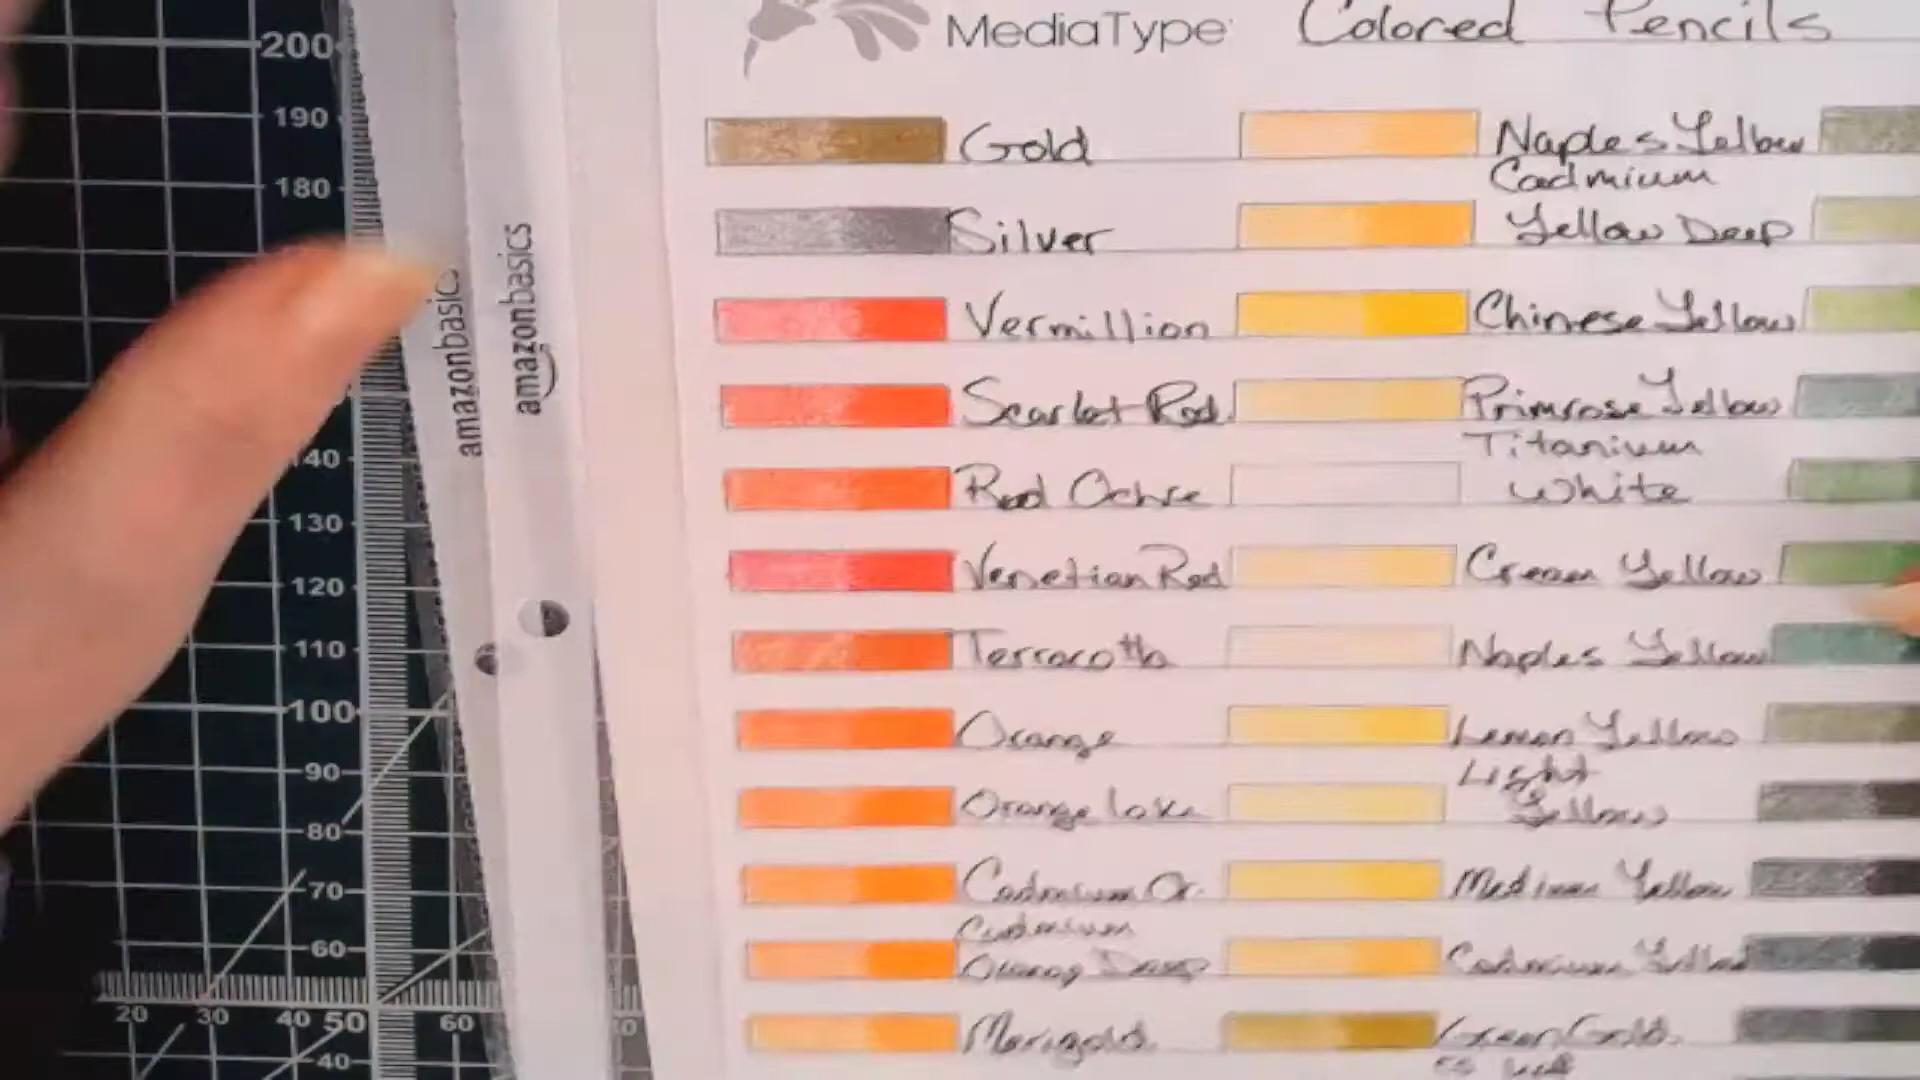 MediaType Colored Pencils
Gold
Silver
Vermillion
Scarlet Red
Red Ochre
Venetian Red
Terracotta
Orange
Orange Lake
Cadmium Or.
Cadmium
Orange Deep
Marigold
Naples Yellow
Cadmium
Yellow Deep
Chinese Yellow
Primrose Yellow
Titanium
White
Cream Yellow
Naples Yellow
Lemon Yellow
Light
Yellow
Medium Yellow
Cadmium Yellow
Green Gold
amazonbasics
amazonbasics
200
190
180
140
130
120
110
100
90
80
70
60
50
40
20
30
40
60